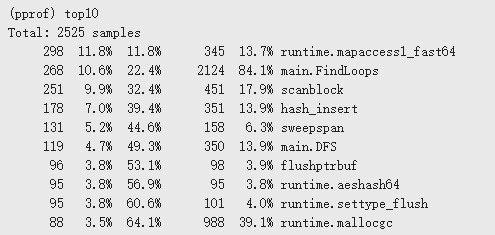 (pprof) top10
Total: 2525 samples
298 11.8% 11.8% 345 13.7% runtime.mapaccess1_fast64
268 10.6% 22.4% 2124 84.1% main.FindLoops
251 9.9% 32.4% 451 17.9% scanblock
178 7.0% 39.4% 351 13.9% hash_insert
131 5.2% 44.6% 158 6.3% sweepspan
119 4.7% 49.3% 350 13.9% main.DFS
96 3.8% 53.1% 98 3.9% flushptrbuf
95 3.8% 56.9% 95 3.8% runtime.aeshash64
95 3.8% 60.6% 101 4.0% runtime.settype_flush
88 3.5% 64.1% 988 39.1% runtime.mallocgc